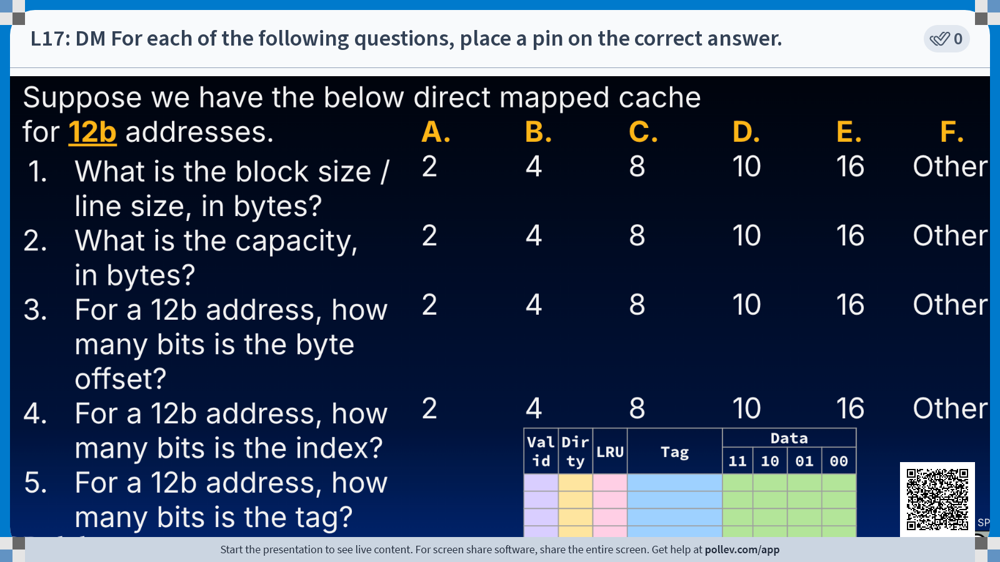 L17: DM For each of the following questions, place a pin on the correct answer.
0
Suppose we have the below direct mapped cache
for 12b addresses.
A. B. C. D. E. F.
1. What is the block size / 2 4 8 10 16 Other
line size, in bytes?
2. What is the capacity, 2 4 8 10 16 Other
in bytes?
3. For a 12b address, how 2 4 8 10 16 Other
many bits is the byte
offset?
4. For a 12b address, how 2 4 8 10 16 Other
many bits is the index?
5. For a 12b address, how
many bits is the tag?
Val id Dir ty LRU Tag Data
11 10 01 00
SP
Start the presentation to see live content. For screen share software, share the entire screen. Get help at pollev.com/app